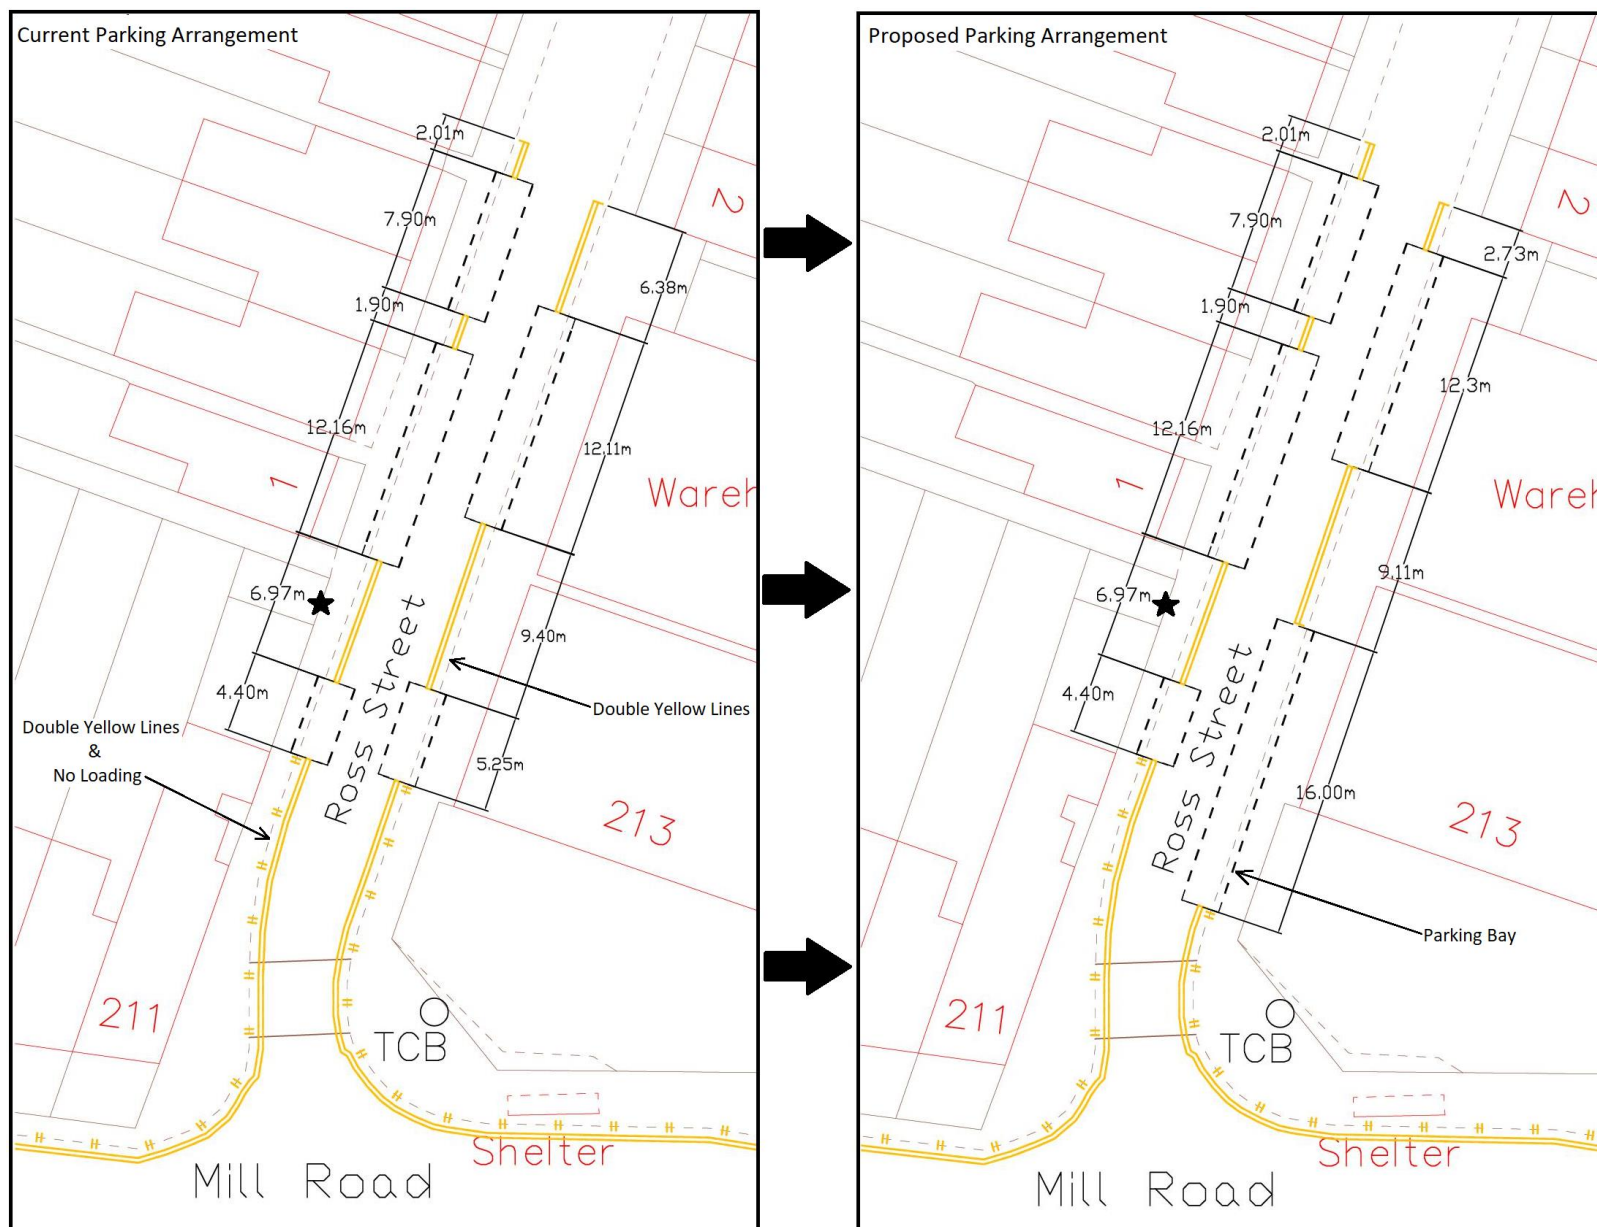 Current Parking Arrangement
2.01m
7.90m
2
6.38m
1.90m
12.16m
12.11m
1
Wareh
6.97m
9.40m
4.40m
Double Yellow Lines
Double Yellow Lines
&
No Loading
Ross Street
5.25m
213
211
TCB
Shelter
Mill Road
Proposed Parking Arrangement
2.01m
7.90m
2
2.73m
1.90m
12.3m
12.16m
1
Wareh
6.97m
9.11m
4.40m
Ross Street
16.00m
213
Parking Bay
211
TCB
Shelter
Mill Road